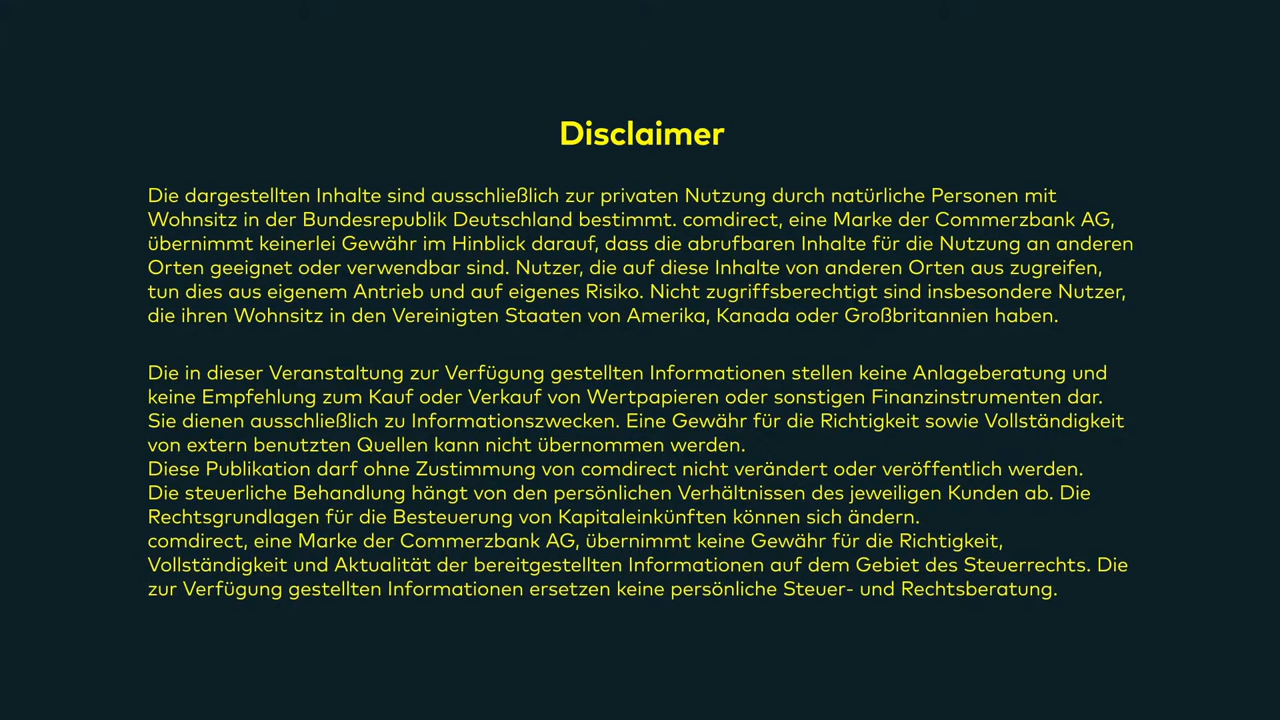 Disclaimer
Die dargestellten Inhalte sind ausschließlich zur privaten Nutzung durch natürliche Personen mit
Wohnsitz in der Bundesrepublik Deutschland bestimmt. comdirect, eine Marke der Commerzbank AG,
übernimmt keinerlei Gewähr im Hinblick darauf, dass die abrufbaren Inhalte für die Nutzung an anderen
Orten geeignet oder verwendbar sind. Nutzer, die auf diese Inhalte von anderen Orten aus zugreifen,
tun dies aus eigenem Antrieb und auf eigenes Risiko. Nicht zugriffsberechtigt sind insbesondere Nutzer,
die ihren Wohnsitz in den Vereinigten Staaten von Amerika, Kanada oder Großbritannien haben.
Die in dieser Veranstaltung zur Verfügung gestellten Informationen stellen keine Anlageberatung und
keine Empfehlung zum Kauf oder Verkauf von Wertpapieren oder sonstigen Finanzinstrumenten dar.
Sie dienen ausschließlich zu Informationszwecken. Eine Gewähr für die Richtigkeit sowie Vollständigkeit
von extern benutzten Quellen kann nicht übernommen werden.
Diese Publikation darf ohne Zustimmung von comdirect nicht verändert oder veröffentlich werden.
Die steuerliche Behandlung hängt von den persönlichen Verhältnissen des jeweiligen Kunden ab. Die
Rechtsgrundlagen für die Besteuerung von Kapitaleinkünften können sich ändern.
comdirect, eine Marke der Commerzbank AG, übernimmt keine Gewähr für die Richtigkeit,
Vollständigkeit und Aktualität der bereitgestellten Informationen auf dem Gebiet des Steuerrechts. Die
zur Verfügung gestellten Informationen ersetzen keine persönliche Steuer- und Rechtsberatung.